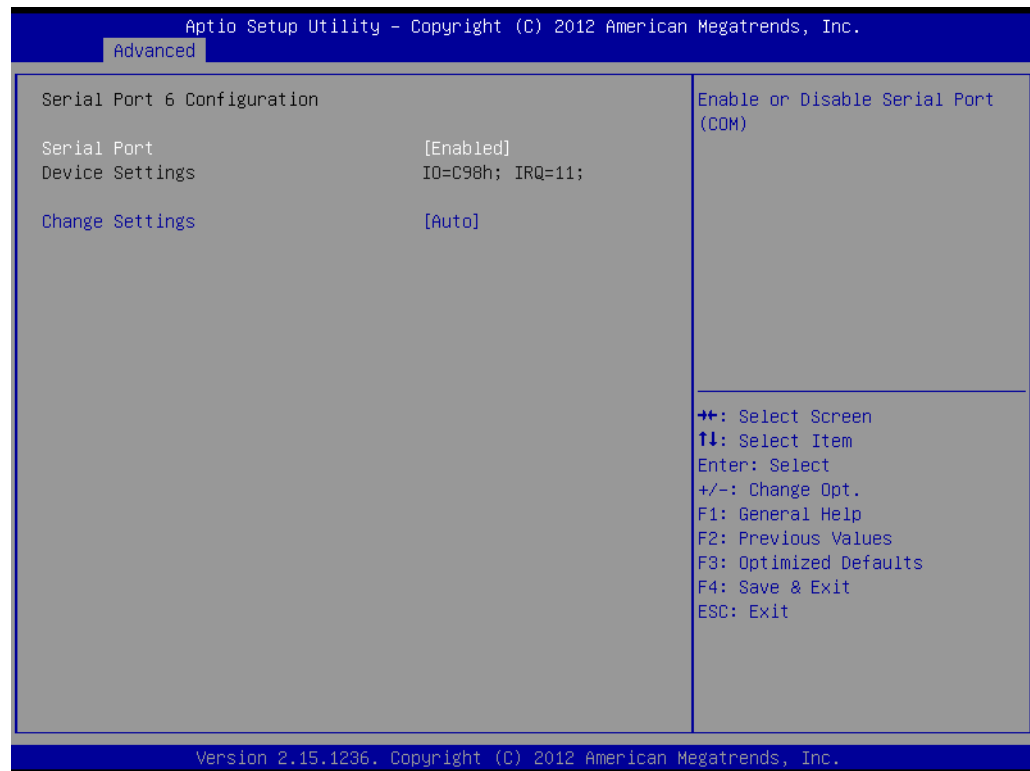 Aptio Setup Utility – Copyright (C) 2012 American Megatrends, Inc.
Advanced
Serial Port 6 Configuration
Serial Port [Enabled]
Device Settings IO=C98h; IRQ=11;
Change Settings [Auto]
Enable or Disable Serial Port
(COM)
→←: Select Screen
↑↓: Select Item
Enter: Select
+/-: Change Opt.
F1: General Help
F2: Previous Values
F3: Optimized Defaults
F4: Save & Exit
ESC: Exit
Version 2.15.1236. Copyright (C) 2012 American Megatrends, Inc.